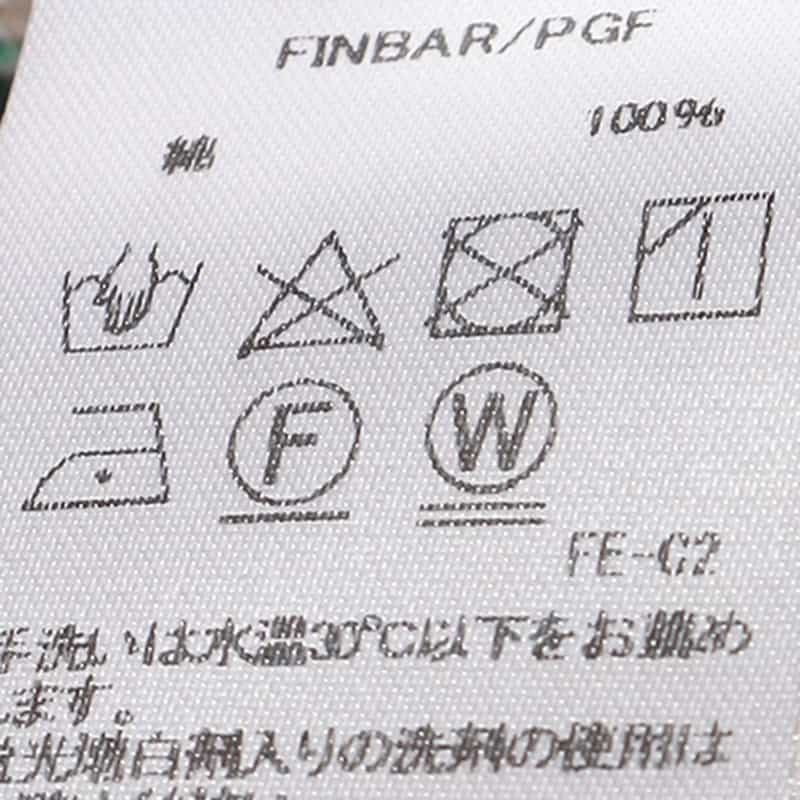 FINBAR/PGF
綿 100%
F W
FE-C2
手洗いは水温30℃以下をお勧め
します。
蛍光増白剤入りの洗剤の使用は